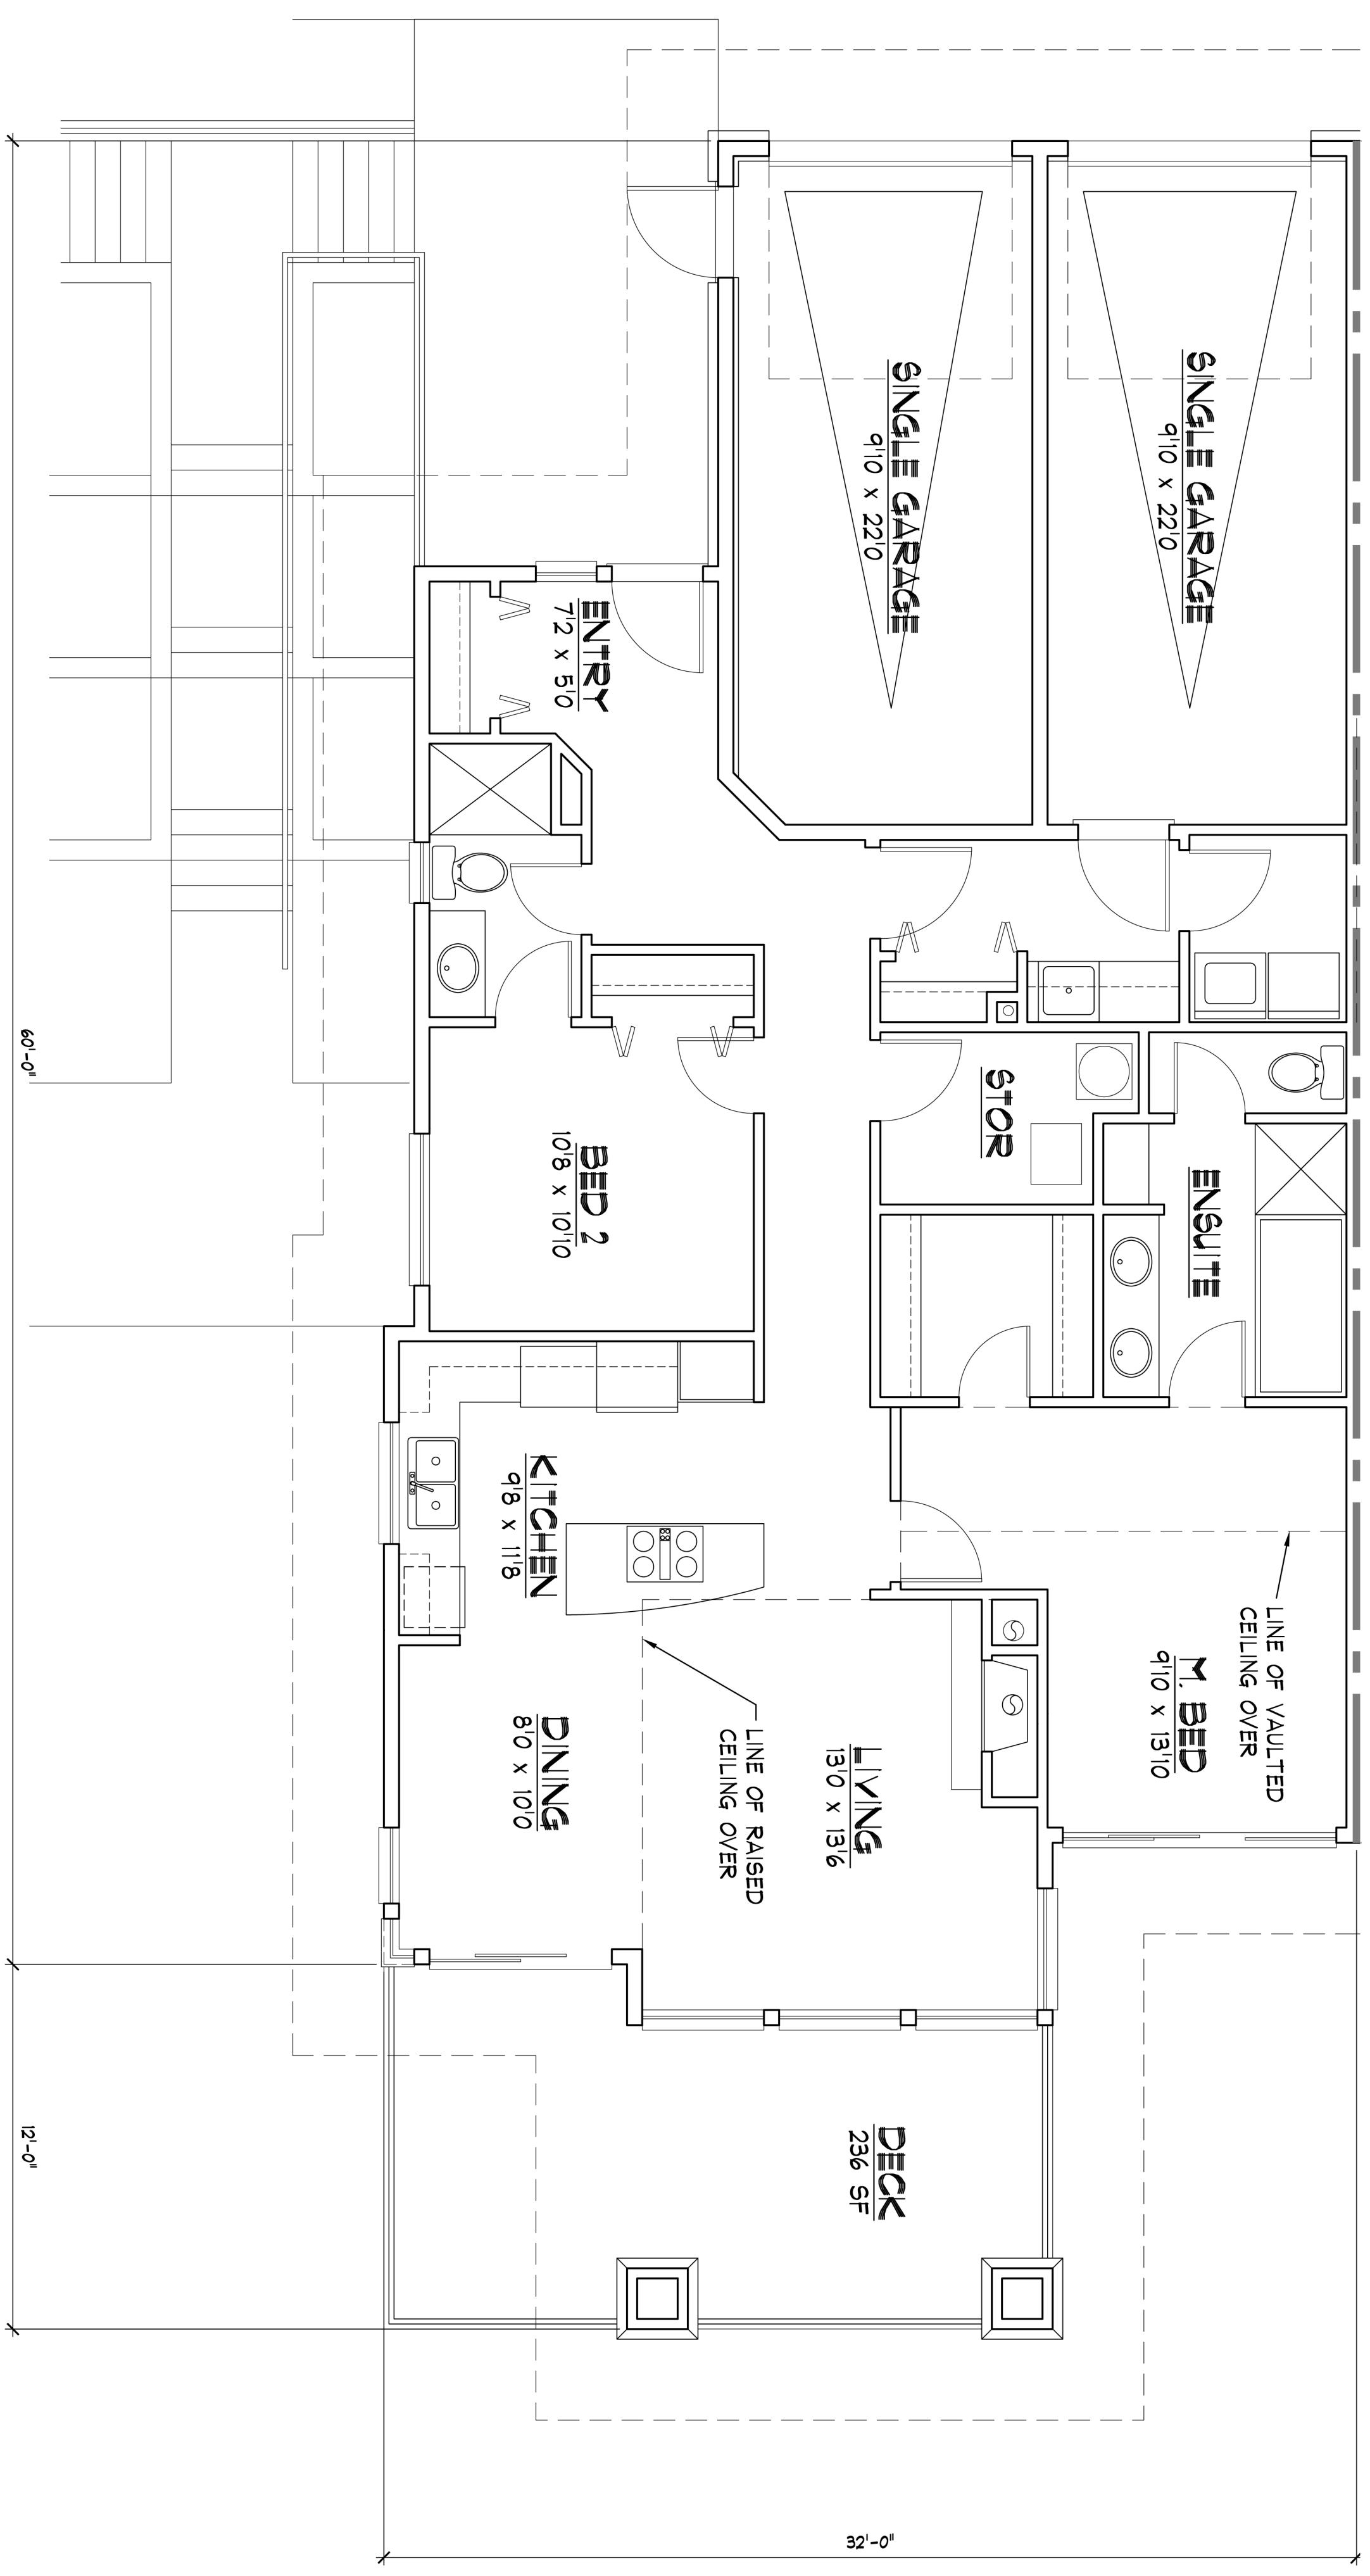 SINGLE GARAGE
9'10 x 22'0
SINGLE GARAGE
9'10 x 22'0
ENTRY
7'2 x 5'0
STOR
ENSUITE
BED 2
10'8 x 10'10
KITCHEN
9'8 x 11'8
LINE OF VAULTED
CEILING OVER
M. BED
9'10 x 13'10
DINING
8'0 x 10'0
LINE OF RAISED
CEILING OVER
LIVING
13'0 x 13'6
DECK
236 SF
60'-0"
12'-0"
32'-0"